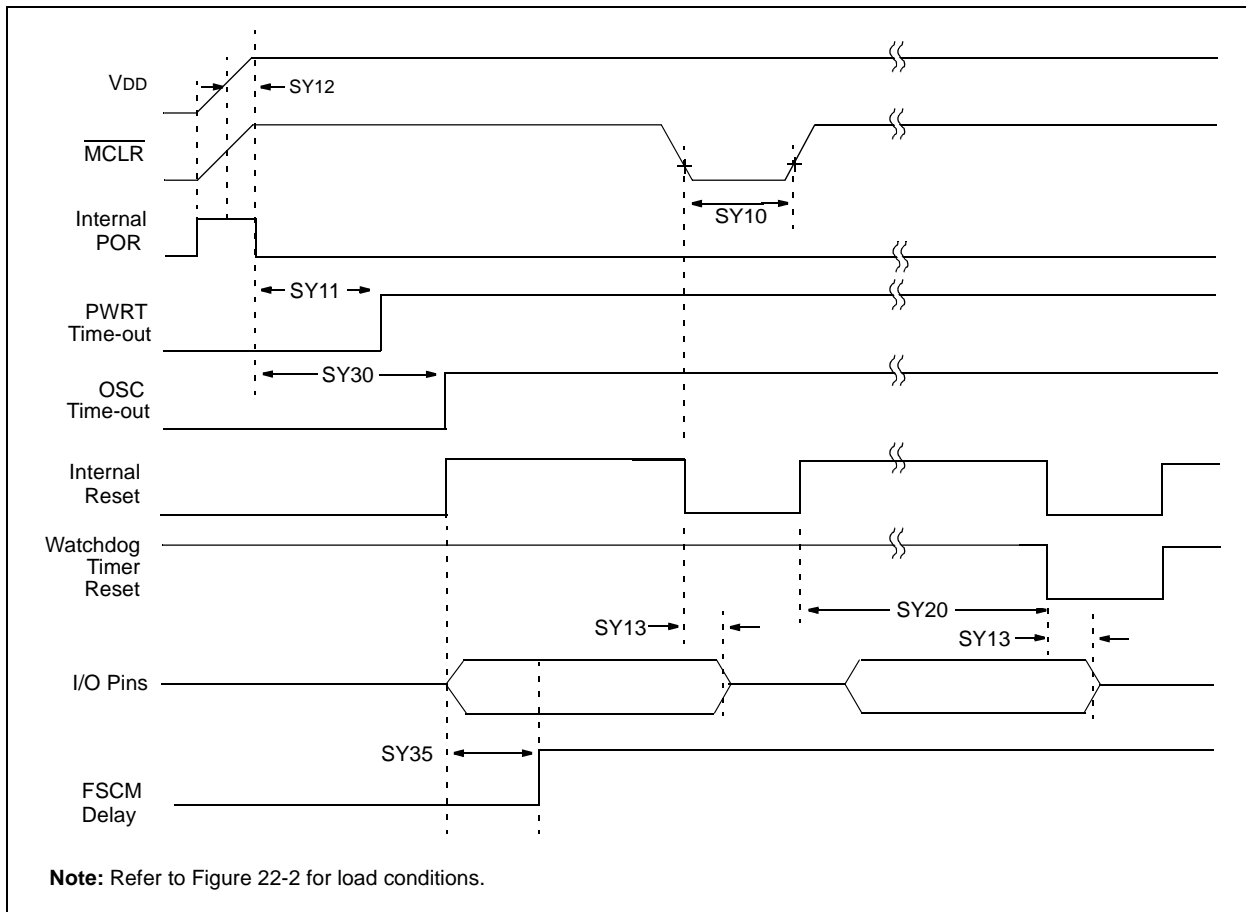 VDD
SY12
MCLR
SY10
Internal
POR
SY11
PWRT
Time-out
SY30
OSC
Time-out
Internal
Reset
Watchdog
Timer
Reset
SY20
SY13
SY13
I/O Pins
SY35
FSCM
Delay
Note: Refer to Figure 22-2 for load conditions.